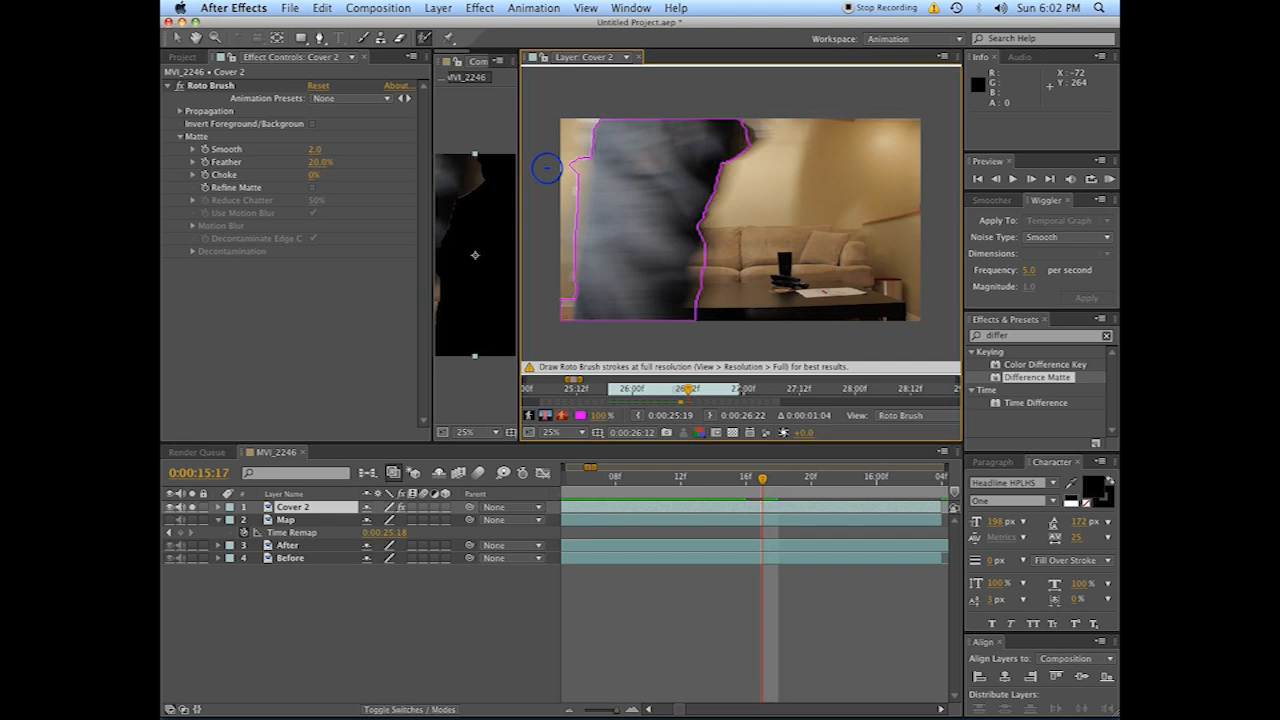 After Effects File Edit Composition Layer Effect Animation View Window Help Stop Recording Sun 6:02 PM
Untitled Project.aep *
Workspace: Animation Search Help
Project Effect Controls: Cover 2 Com Layer: Cover 2 Info Audio
MVI_2246 • Cover 2 MVI_2246
fx Roto Brush Reset About...
Animation Presets: None
Propagation
Invert Foreground/Backgroun
Matte
Smooth 2.0
Feather 20.0%
Choke 0%
Refine Matte
Reduce Chatter 50%
Use Motion Blur
Motion Blur
Decontaminate Edge C
Decontamination
R :
G :
B :
A : 0
X : -72
Y : 264
Preview
Smoother Wiggler
Apply To: Temporal Graph
Noise Type: Smooth
Dimensions:
Frequency: 5.0 per second
Magnitude: 1.0
Apply
Effects & Presets
differ
Keying
Color Difference Key
Difference Matte
Time
Time Difference
Draw Roto Brush strokes at full resolution (View > Resolution > Full) for best results.
00f 25:12f 26:00f 26:12f 27:00f 27:12f 28:00f 28:12f 29
100% 0:00:25:19 0:00:26:22 Δ 0:00:01:04 View: Roto Brush
25% 25% 0:00:26:12 +0.0
Render Queue MVI_2246
0:00:15:17 08f 12f 16f 20f 16:00f 04f
# Layer Name Parent
1 Cover 2 None
2 Map None
Time Remap 0:00:25:18
3 After None
4 Before None
Toggle Switches / Modes
Paragraph Character
Headline HPLHS
One
198 px 172 px
Metrics 25
0 px Fill Over Stroke
100% 100%
3 px 0%
T T TT Tr T T
Align
Align Layers to: Composition
Distribute Layers: